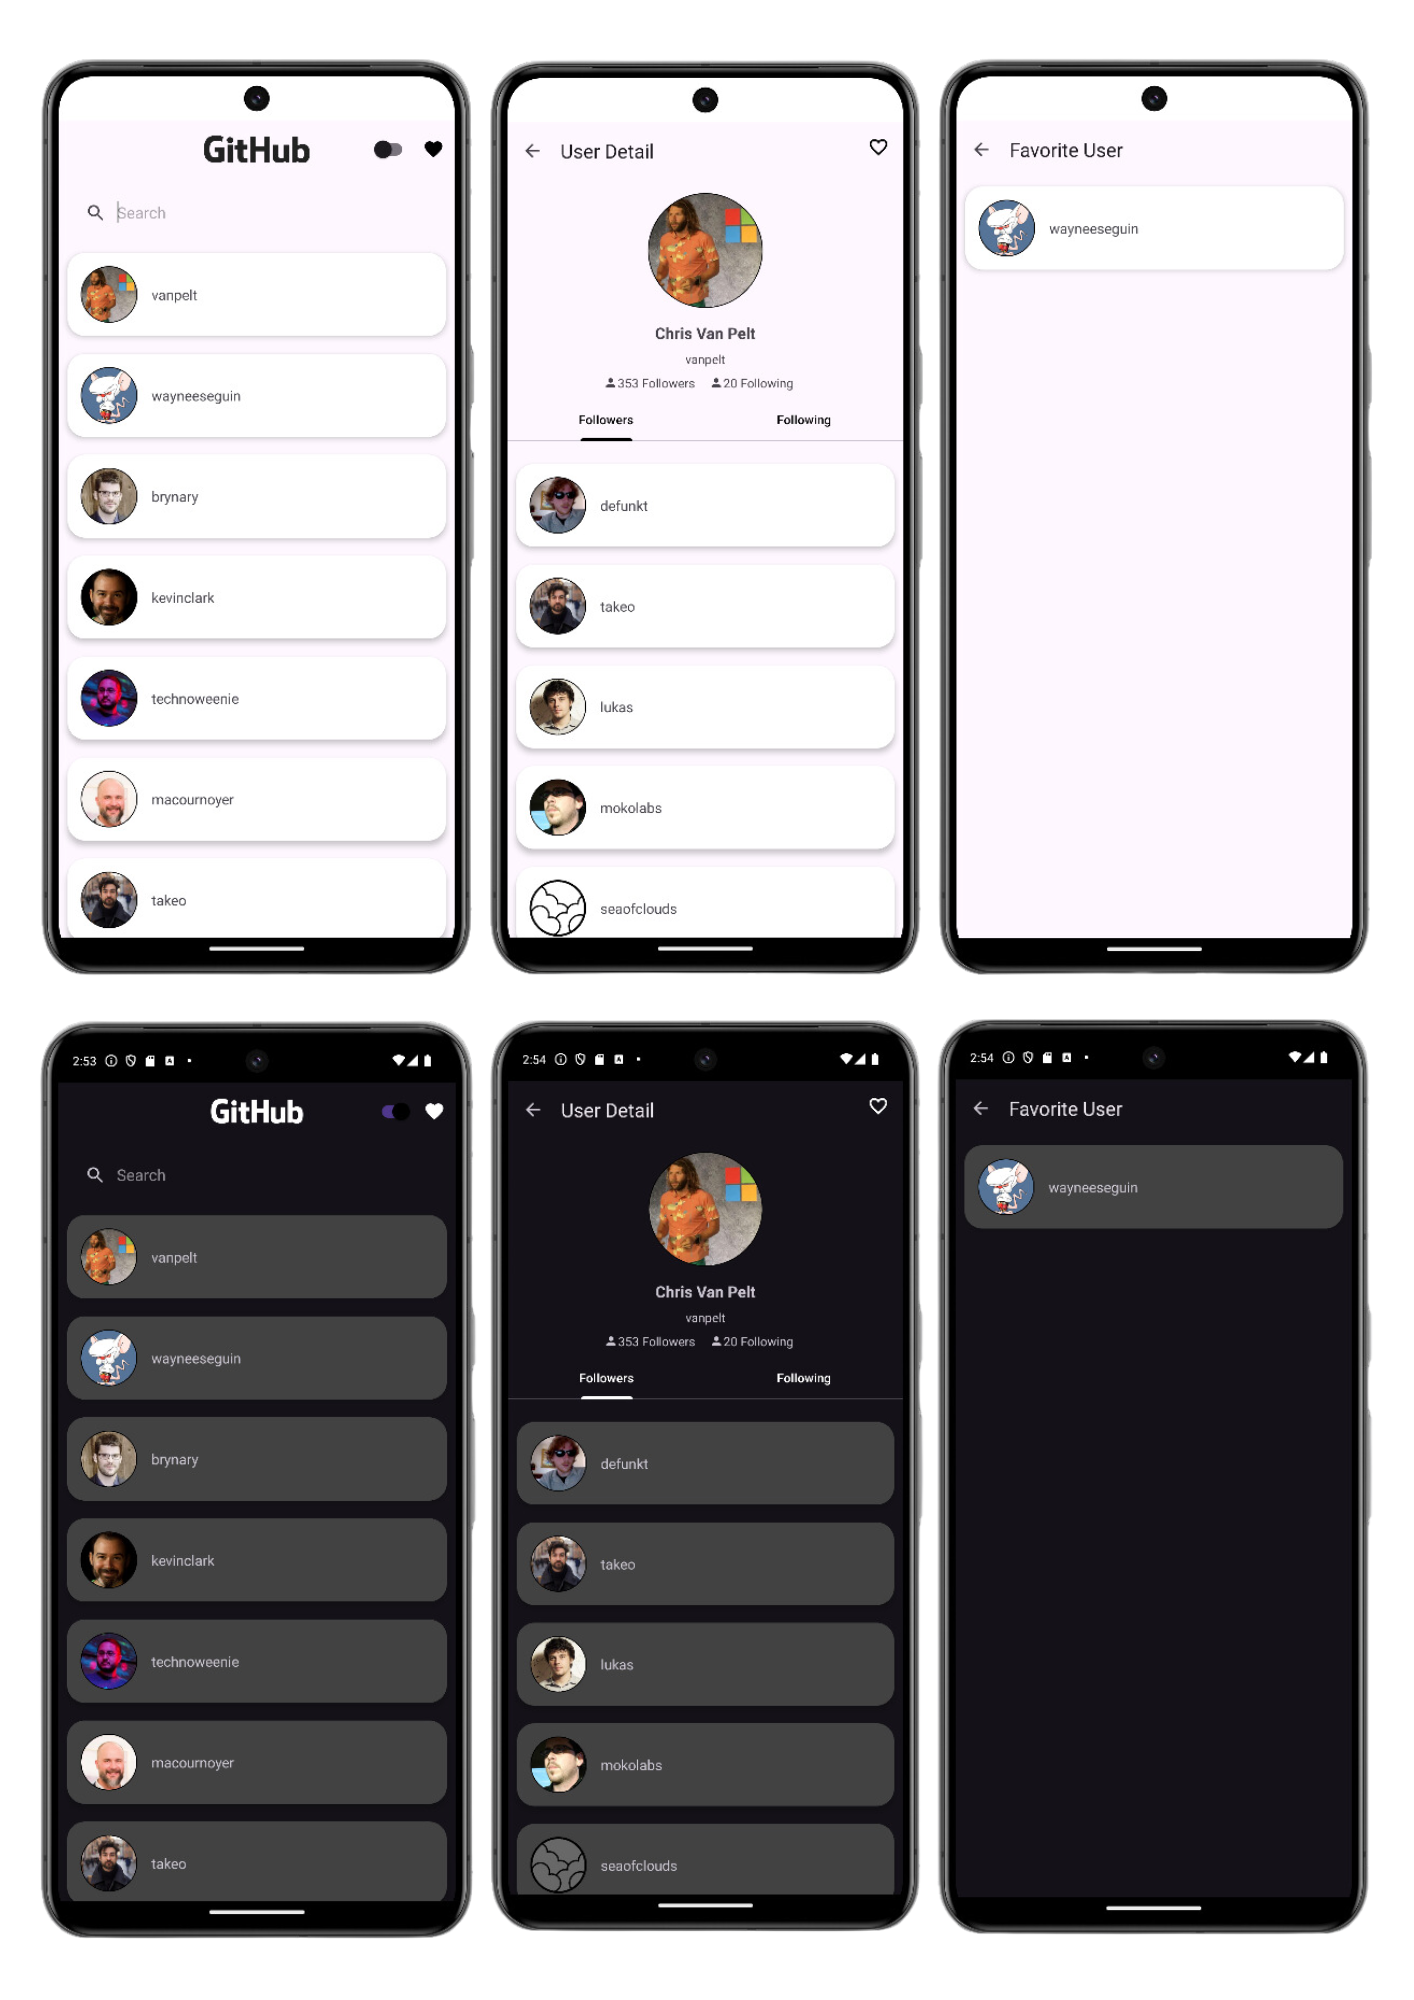 GitHub
Search
vanpelt
wayneeseguin
brynary
kevinclark
technoweenie
macournoyer
takeo
User Detail
Chris Van Pelt
vanpelt
353 Followers 20 Following
Followers Following
defunkt
takeo
lukas
mokolabs
seaofclouds
Favorite User
wayneeseguin
2:53
GitHub
Search
vanpelt
wayneeseguin
brynary
kevinclark
technoweenie
macournoyer
takeo
2:54
User Detail
Chris Van Pelt
vanpelt
353 Followers 20 Following
Followers Following
defunkt
takeo
lukas
mokolabs
seaofclouds
2:54
Favorite User
wayneeseguin